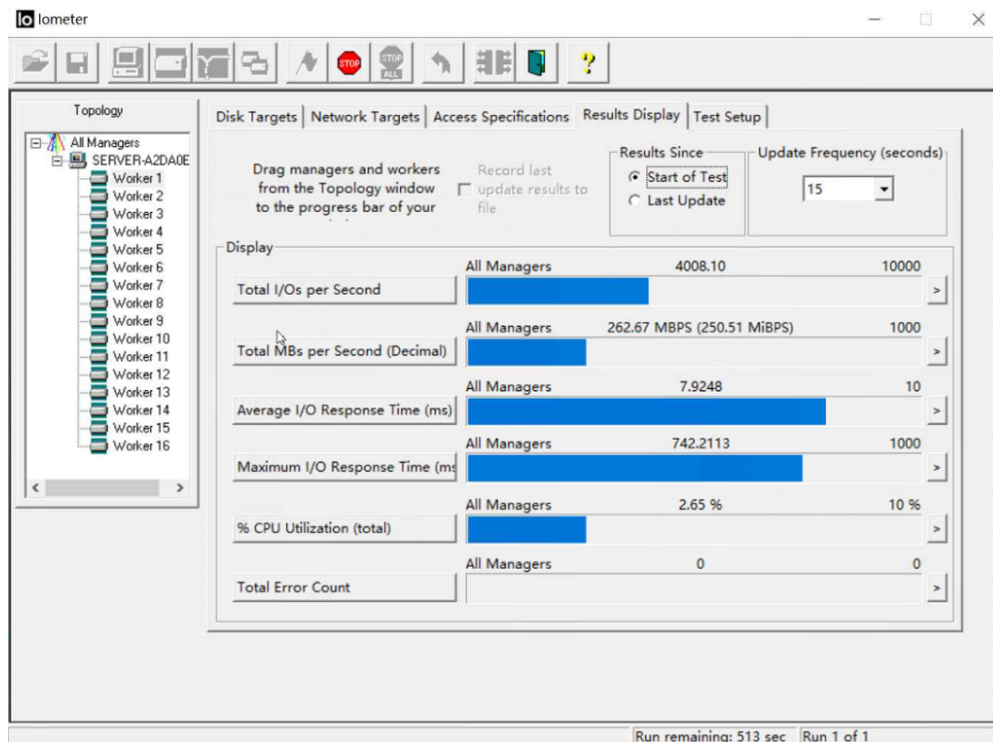 Iometer
STOP
STOP ALL
?
Topology
All Managers
SERVER-A2DA0E
Worker 1
Worker 2
Worker 3
Worker 4
Worker 5
Worker 6
Worker 7
Worker 8
Worker 9
Worker 10
Worker 11
Worker 12
Worker 13
Worker 14
Worker 15
Worker 16
Disk Targets Network Targets Access Specifications Results Display Test Setup
Drag managers and workers
from the Topology window
to the progress bar of your
Record last
update results to
file
Results Since
Start of Test
Last Update
Update Frequency (seconds)
15
Display
All Managers 4008.10 10000
Total I/Os per Second >
All Managers 262.67 MBPS (250.51 MiBPS) 1000
Total MBs per Second (Decimal) >
All Managers 7.9248 10
Average I/O Response Time (ms) >
All Managers 742.2113 1000
Maximum I/O Response Time (ms >
All Managers 2.65 % 10 %
% CPU Utilization (total) >
All Managers 0 0
Total Error Count >
Run remaining: 513 sec Run 1 of 1